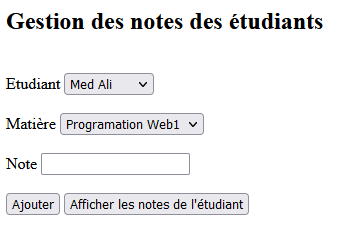 Gestion des notes des étudiants
Etudiant Med Ali
Matière Programation Web1
Note
Ajouter Afficher les notes de l'étudiant